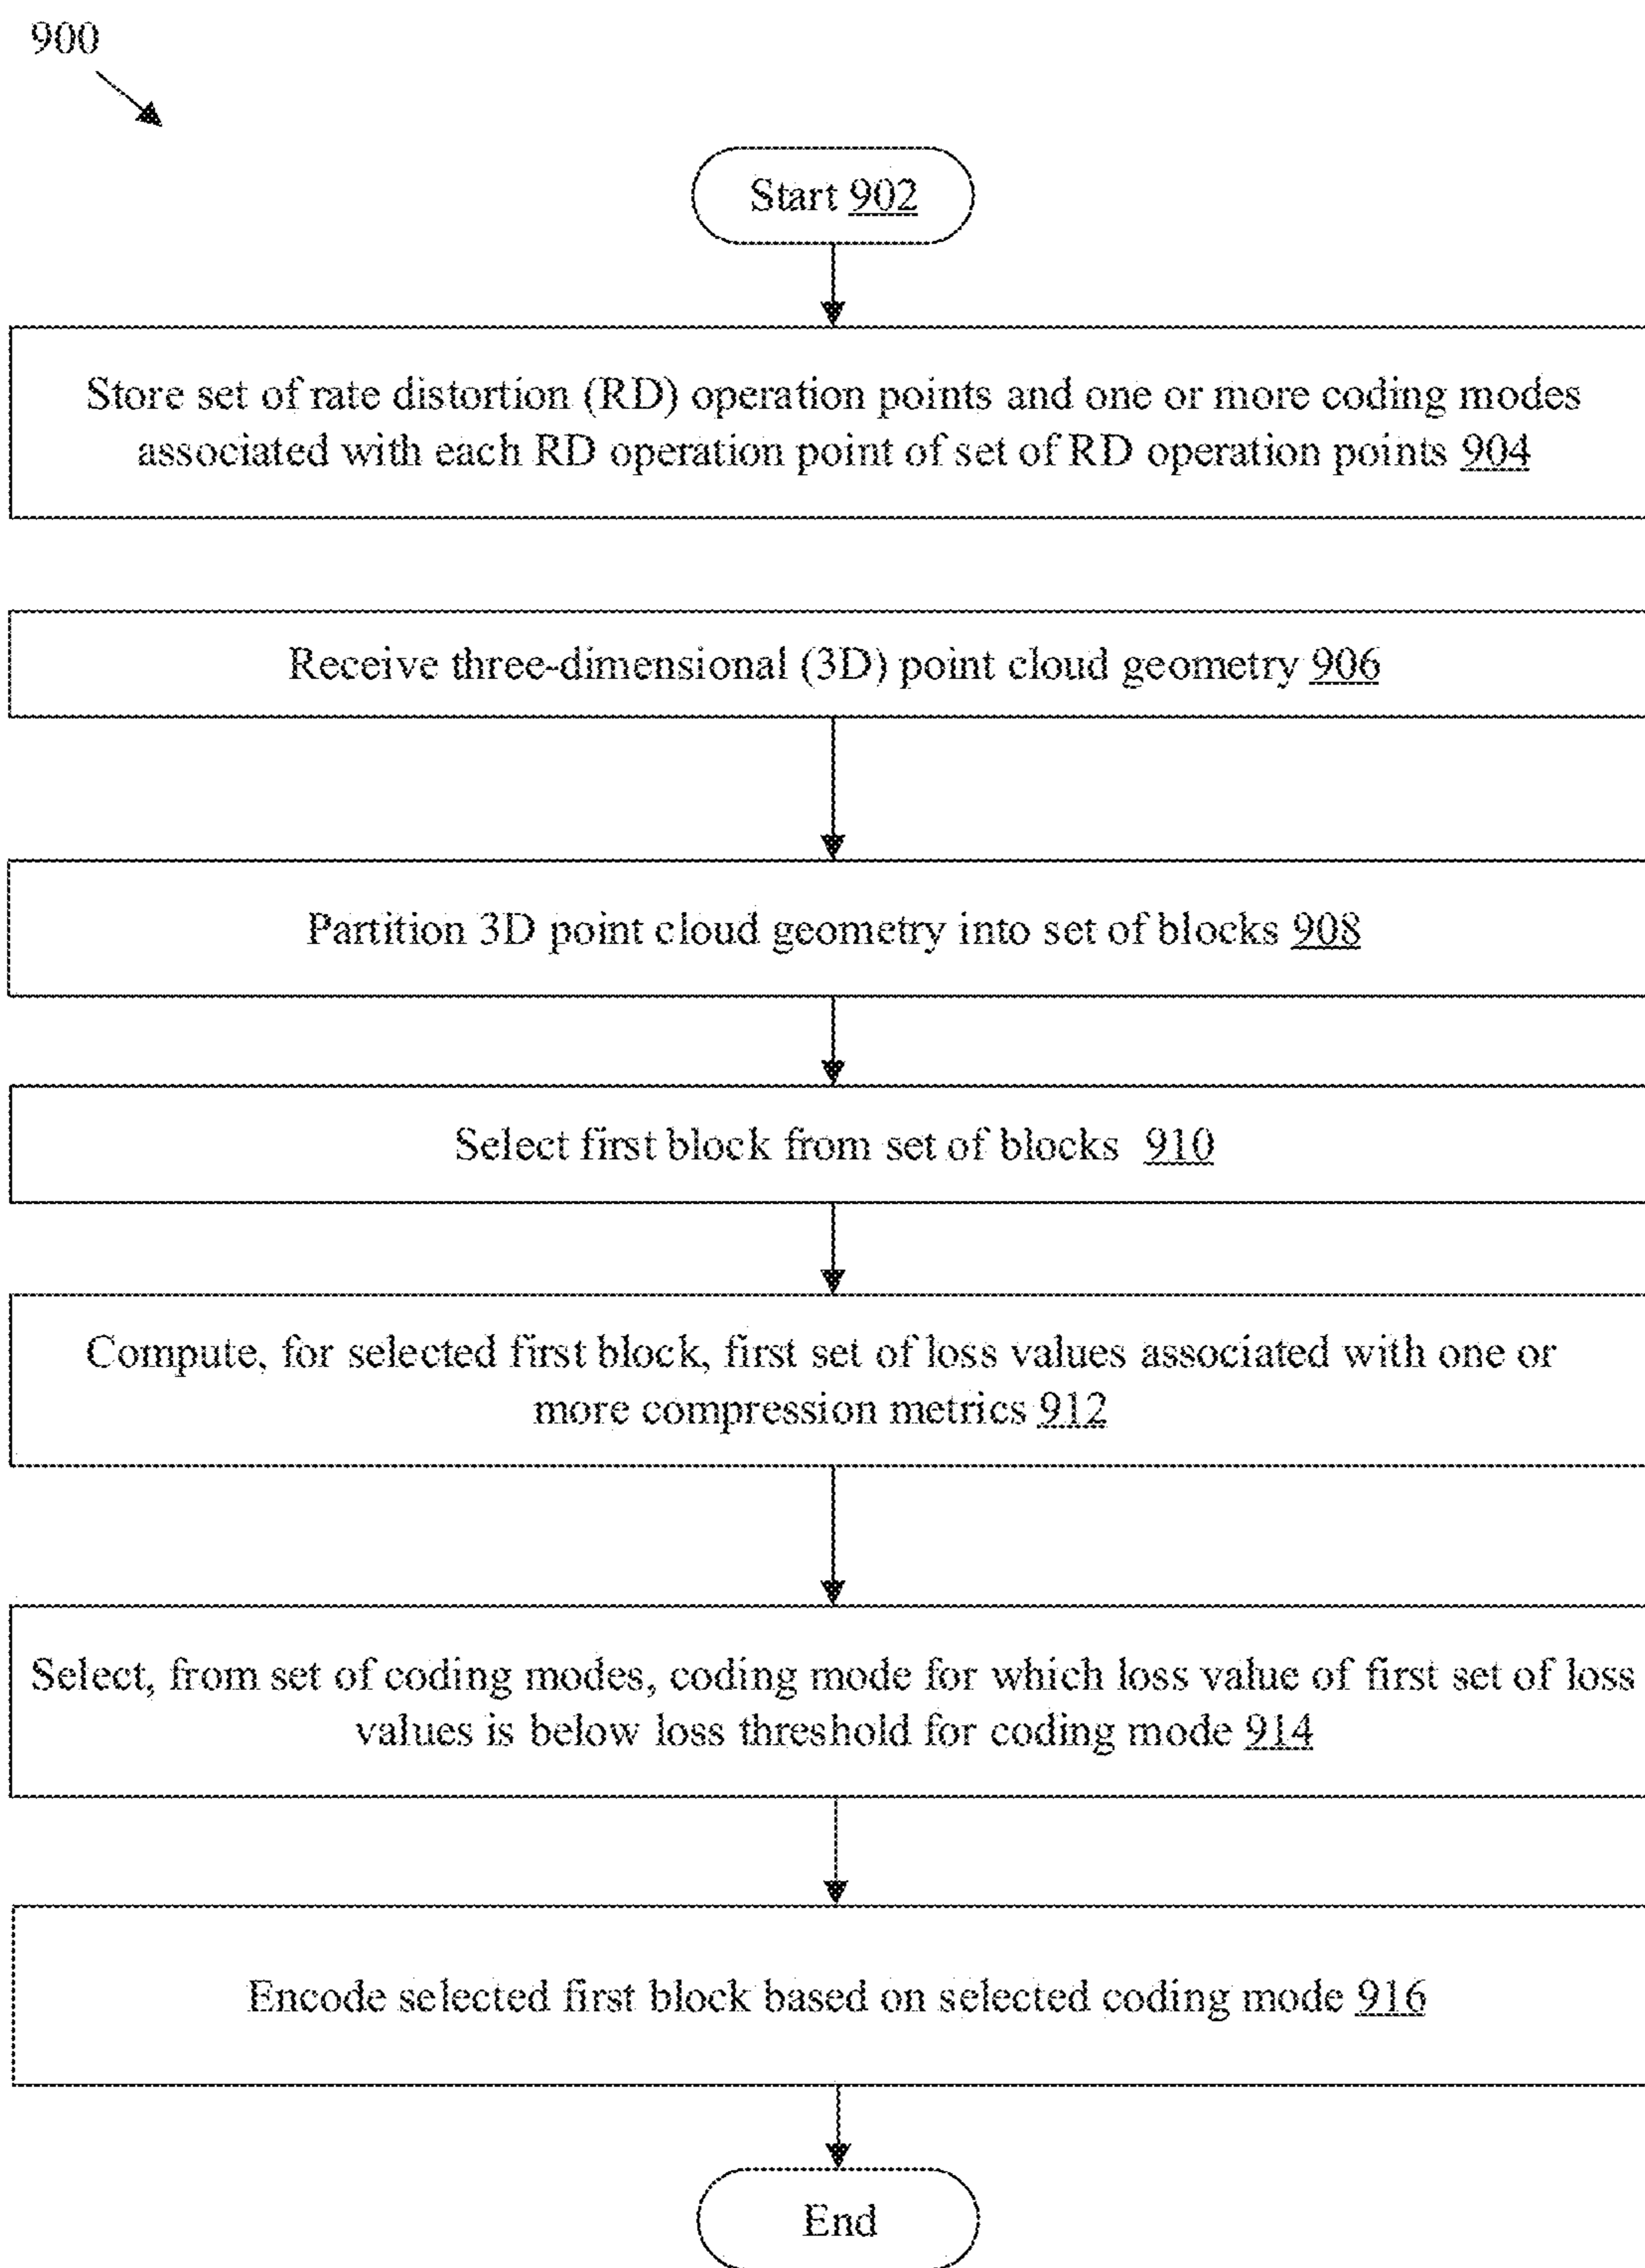 900
Start 902
Store set of rate distortion (RD) operation points and one or more coding modes
associated with each RD operation point of set of RD operation points 904
Receive three-dimensional (3D) point cloud geometry 906
Partition 3D point cloud geometry into set of blocks 908
Select first block from set of blocks 910
Compute, for selected first block, first set of loss values associated with one or
more compression metrics 912
Select, from set of coding modes, coding mode for which loss value of first set of loss
values is below loss threshold for coding mode 914
Encode selected first block based on selected coding mode 916
End